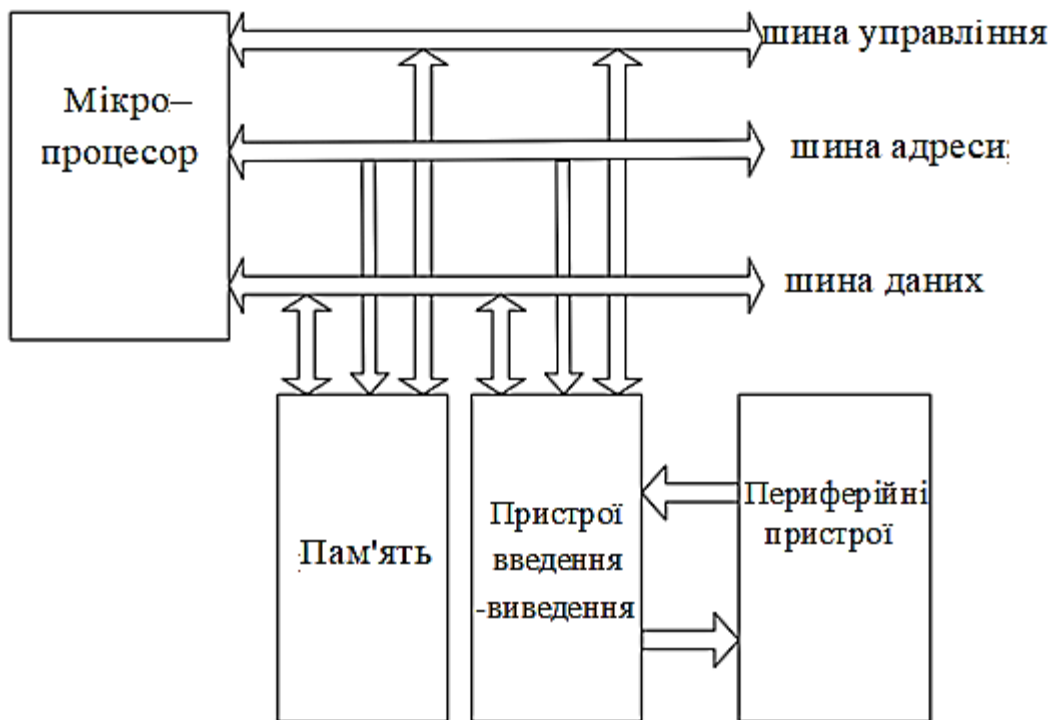 шина управління
Мікро–
процесор
шина адреси;
шина даних
Пам'ять
Пристрої
введення
-виведення
Периферійні
пристрої